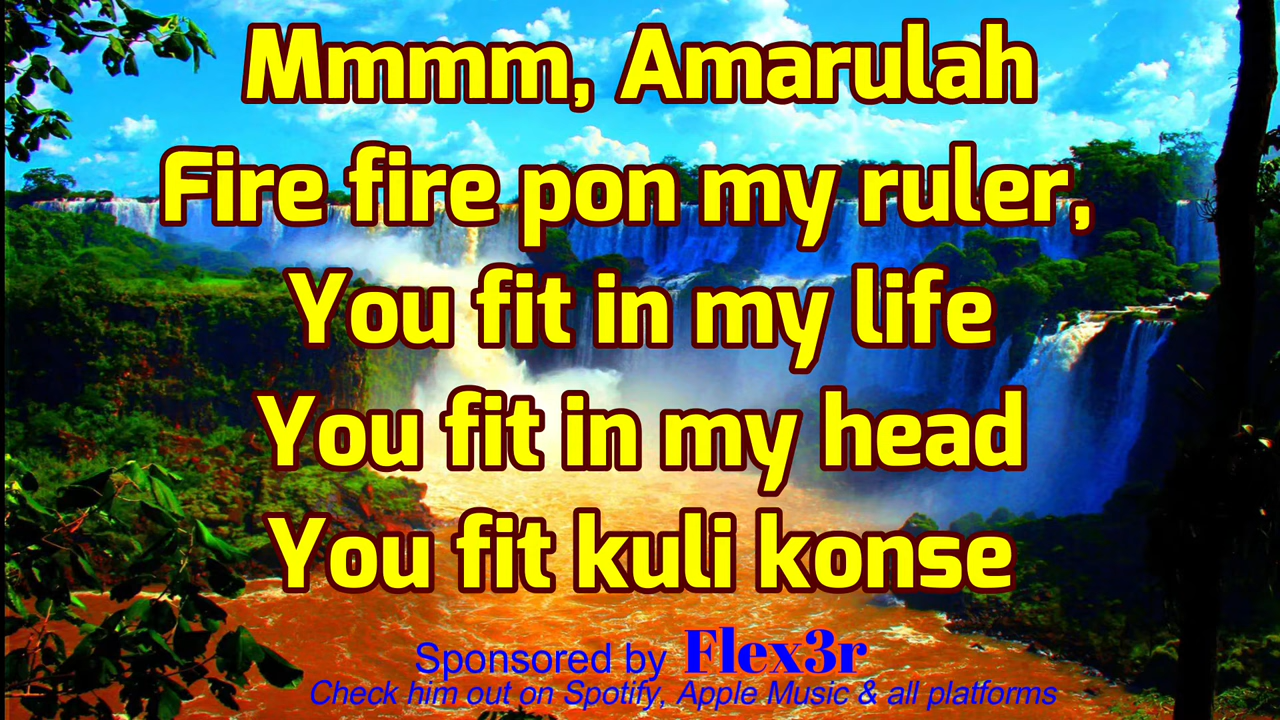 Mmmm, Amarulah
Fire fire pon my ruler,
You fit in my life
You fit in my head
You fit kuli konse
Sponsored by Flex3r
Check him out on Spotify, Apple Music & all platforms